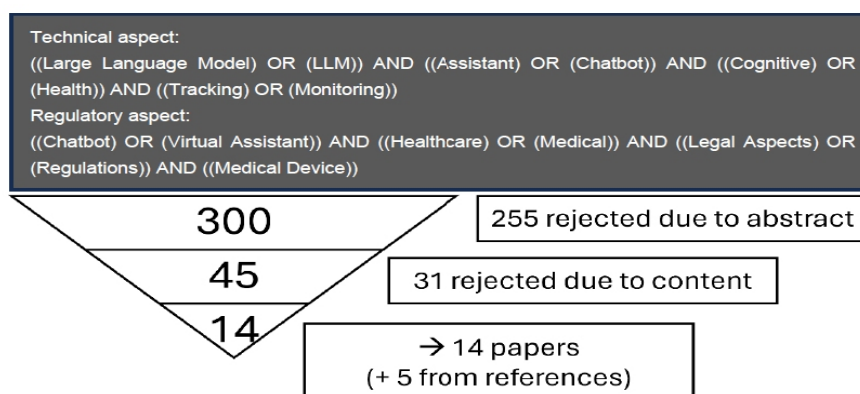 Technical aspect:
((Large Language Model) OR (LLM)) AND ((Assistant) OR (Chatbot)) AND ((Cognitive) OR
(Health)) AND ((Tracking) OR (Monitoring))
Regulatory aspect:
((Chatbot) OR (Virtual Assistant)) AND ((Healthcare) OR (Medical)) AND ((Legal Aspects) OR
(Regulations)) AND ((Medical Device))
300
255 rejected due to abstract
45
31 rejected due to content
14
→ 14 papers
(+ 5 from references)